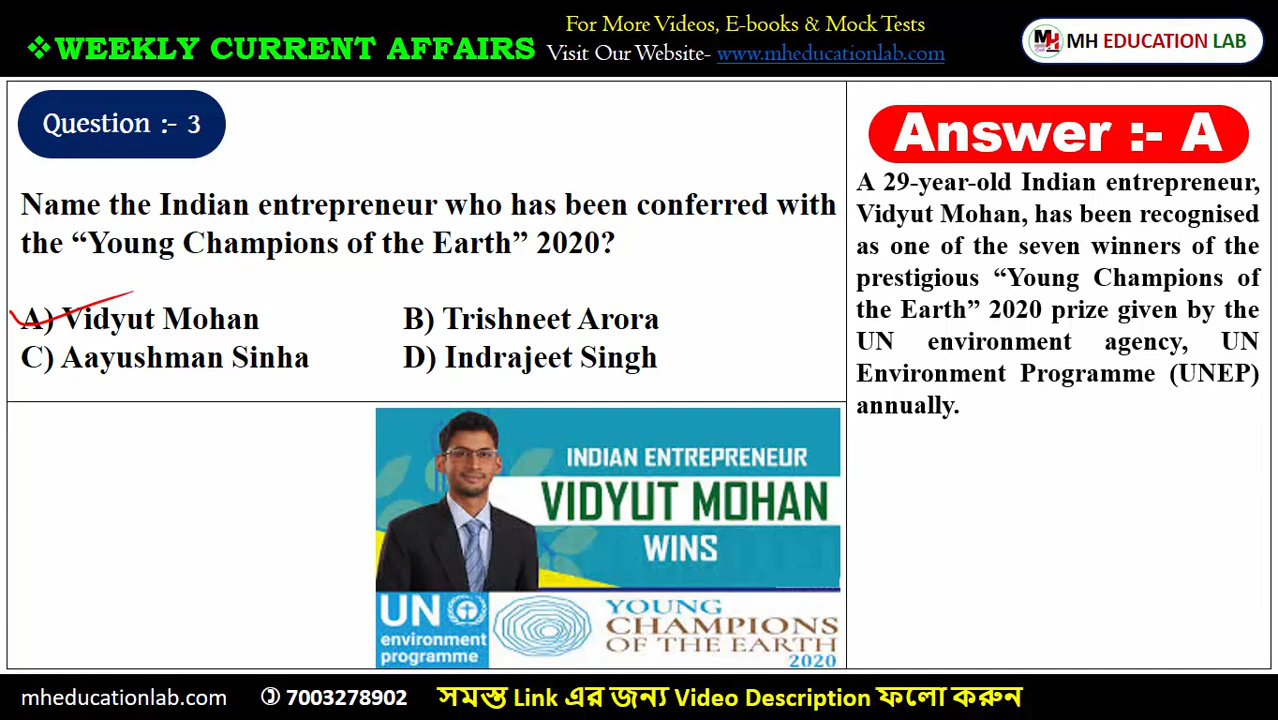 ❖WEEKLY CURRENT AFFAIRS
For More Videos, E-books & Mock Tests
Visit Our Website- www.mheducationlab.com
MH EDUCATION LAB
Question :- 3
Name the Indian entrepreneur who has been conferred with
the “Young Champions of the Earth” 2020?
A) Vidyut Mohan
B) Trishneet Arora
C) Aayushman Sinha
D) Indrajeet Singh
Answer :- A
A 29-year-old Indian entrepreneur,
Vidyut Mohan, has been recognised
as one of the seven winners of the
prestigious “Young Champions of
the Earth” 2020 prize given by the
UN environment agency, UN
Environment Programme (UNEP)
annually.
INDIAN ENTREPRENEUR
VIDYUT MOHAN
WINS
UN
environment
programme
YOUNG
CHAMPIONS
OF THE EARTH
2020
mheducationlab.com
7003278902
সমস্ত Link এর জন্য Video Description ফলো করুন